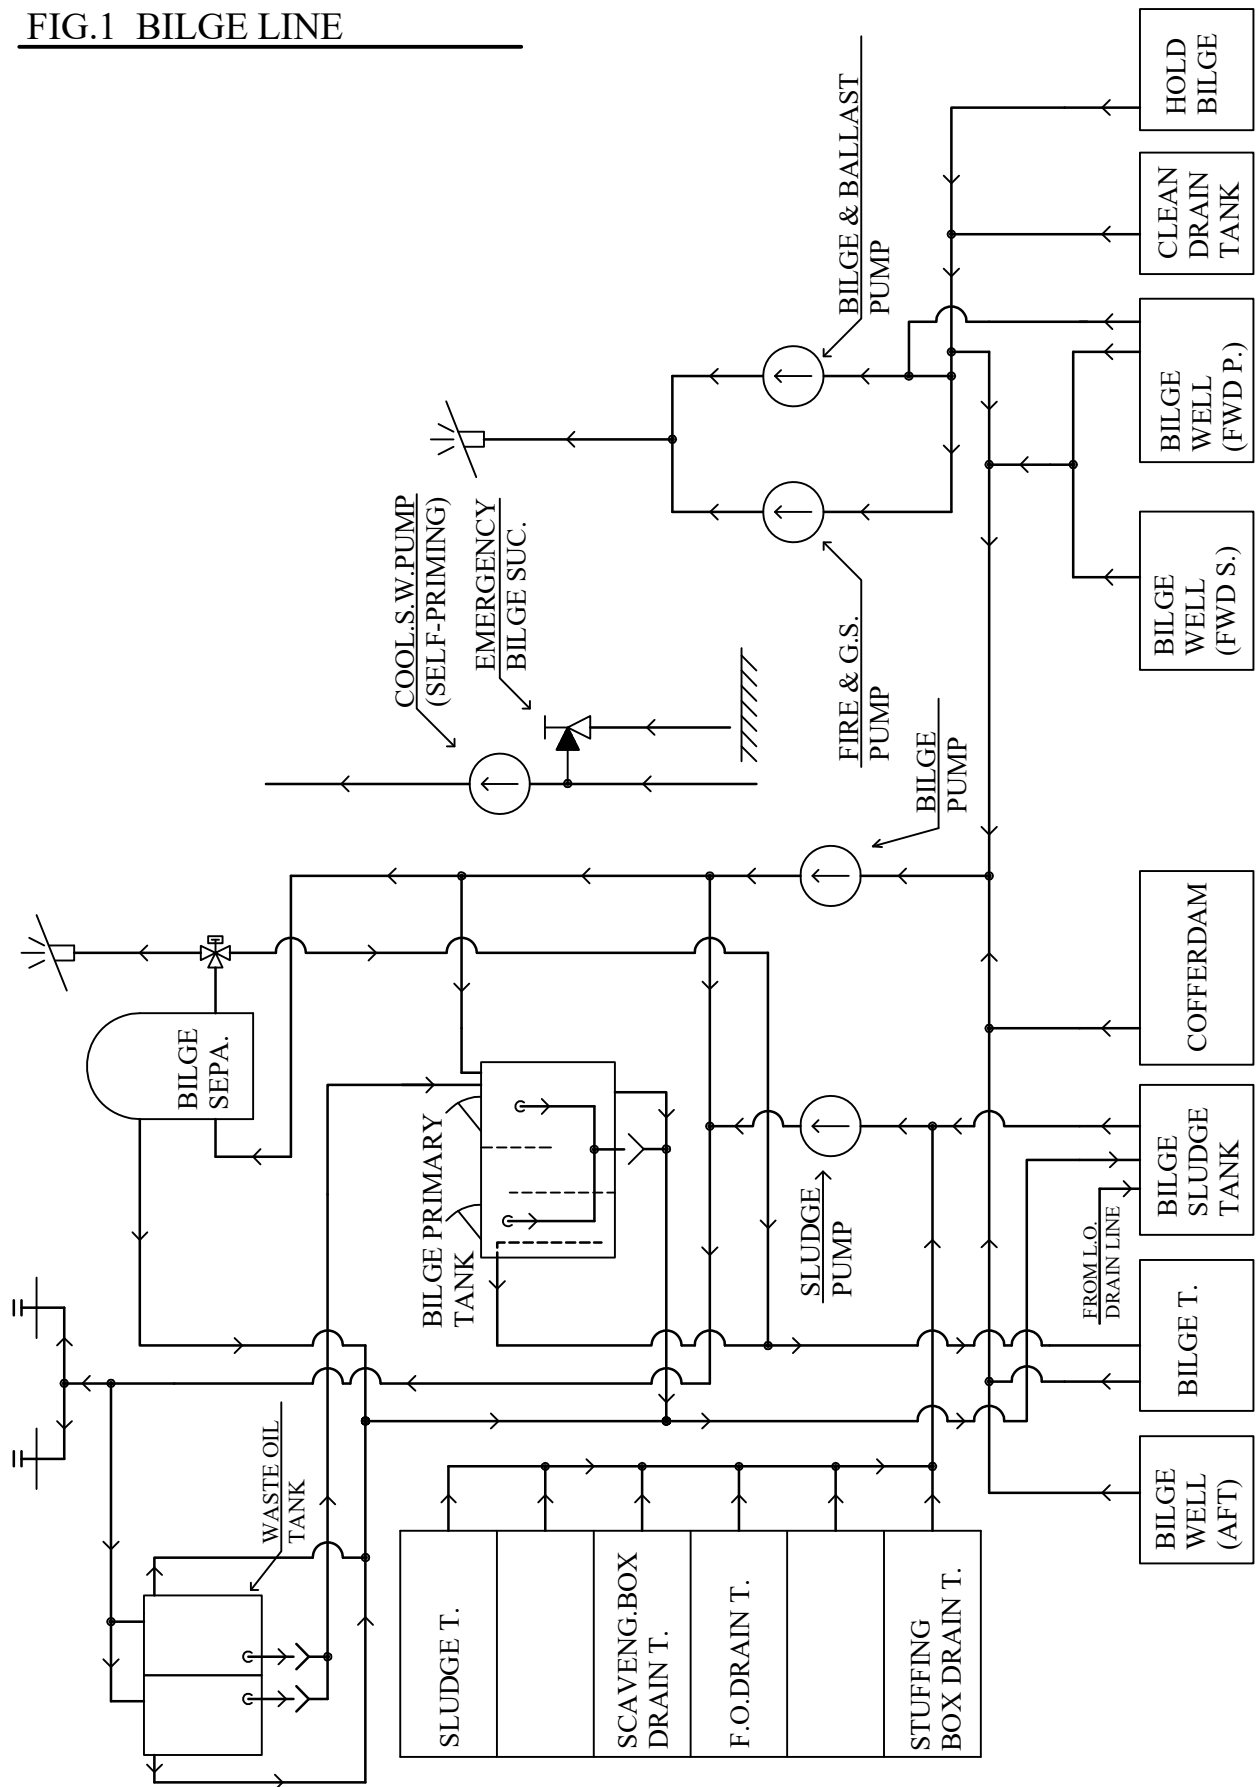 FIG.1 BILGE LINE
HOLD
BILGE
CLEAN
DRAIN
TANK
BILGE
WELL
(FWD P.)
BILGE
WELL
(FWD S.)
COFFERDAM
BILGE
SLUDGE
TANK
BILGE T.
BILGE
WELL
(AFT)
BILGE & BALLAST
PUMP
FIRE & G.S.
PUMP
BILGE
PUMP
COOL.S.W.PUMP
(SELF-PRIMING)
EMERGENCY
BILGE SUC.
BILGE
SEPA.
BILGE PRIMARY
TANK
SLUDGE
PUMP
FROM L.O.
DRAIN LINE
WASTE OIL
TANK
SLUDGE T.
SCAVENG.BOX
DRAIN T.
F.O.DRAIN T.
STUFFING
BOX DRAIN T.